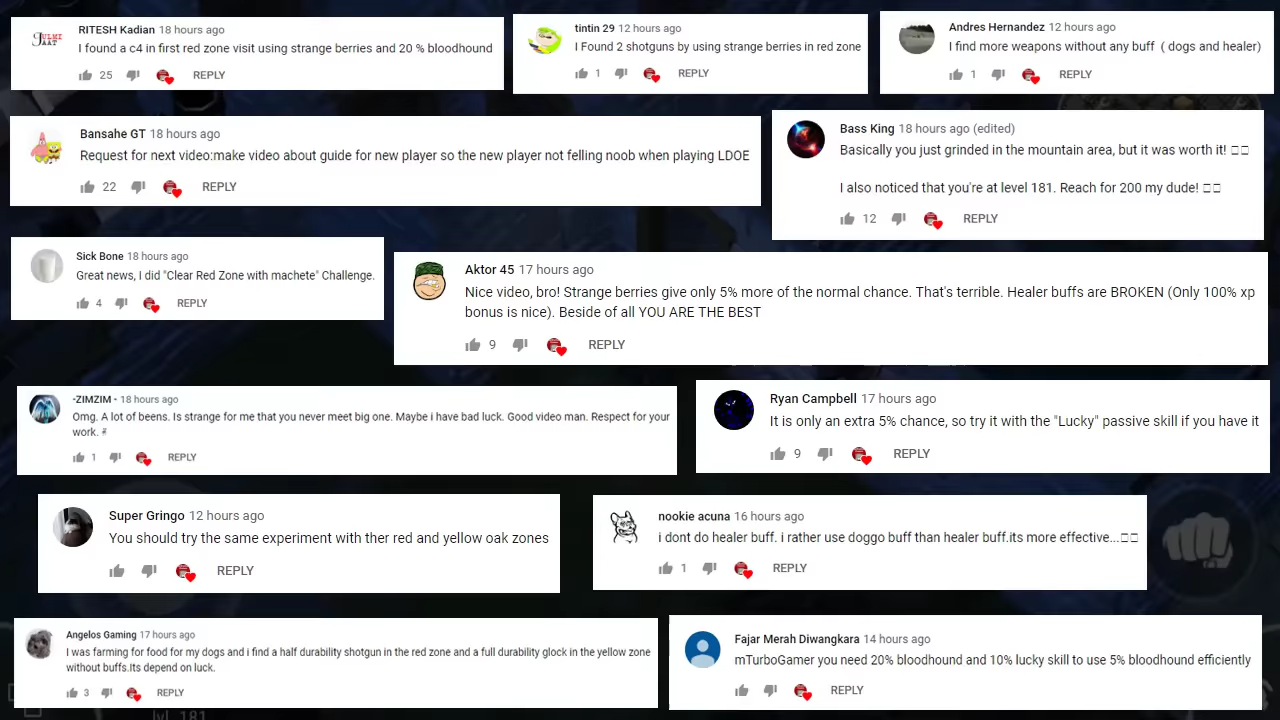 JULMI
JAAT
RITESH Kadian 18 hours ago
I found a c4 in first red zone visit using strange berries and 20 % bloodhound
25 REPLY
tintin 29 12 hours ago
I Found 2 shotguns by using strange berries in red zone
1 REPLY
Andres Hernandez 12 hours ago
I find more weapons without any buff ( dogs and healer)
1 REPLY
Bansahe GT 18 hours ago
Request for next video:make video about guide for new player so the new player not felling noob when playing LDOE
22 REPLY
Bass King 18 hours ago (edited)
Basically you just grinded in the mountain area, but it was worth it! □□
I also noticed that you're at level 181. Reach for 200 my dude! □□
12 REPLY
Sick Bone 18 hours ago
Great news, I did "Clear Red Zone with machete" Challenge.
4 REPLY
Aktor 45 17 hours ago
Nice video, bro! Strange berries give only 5% more of the normal chance. That's terrible. Healer buffs are BROKEN (Only 100% xp
bonus is nice). Beside of all YOU ARE THE BEST
9 REPLY
-ZIMZIM • 18 hours ago
Omg. A lot of beens. Is strange for me that you never meet big one. Maybe i have bad luck. Good video man. Respect for your
work. ✌
1 REPLY
Ryan Campbell 17 hours ago
It is only an extra 5% chance, so try it with the "Lucky" passive skill if you have it
9 REPLY
Super Gringo 12 hours ago
You should try the same experiment with ther red and yellow oak zones
REPLY
nookie acuna 16 hours ago
i dont do healer buff. i rather use doggo buff than healer buff.its more effective...□□
1 REPLY
Angelos Gaming 17 hours ago
I was farming for food for my dogs and i find a half durability shotgun in the red zone and a full durability glock in the yellow zone
without buffs.Its depend on luck.
3 REPLY
Fajar Merah Diwangkara 14 hours ago
mTurboGamer you need 20% bloodhound and 10% lucky skill to use 5% bloodhound efficiently
REPLY
lvl 181